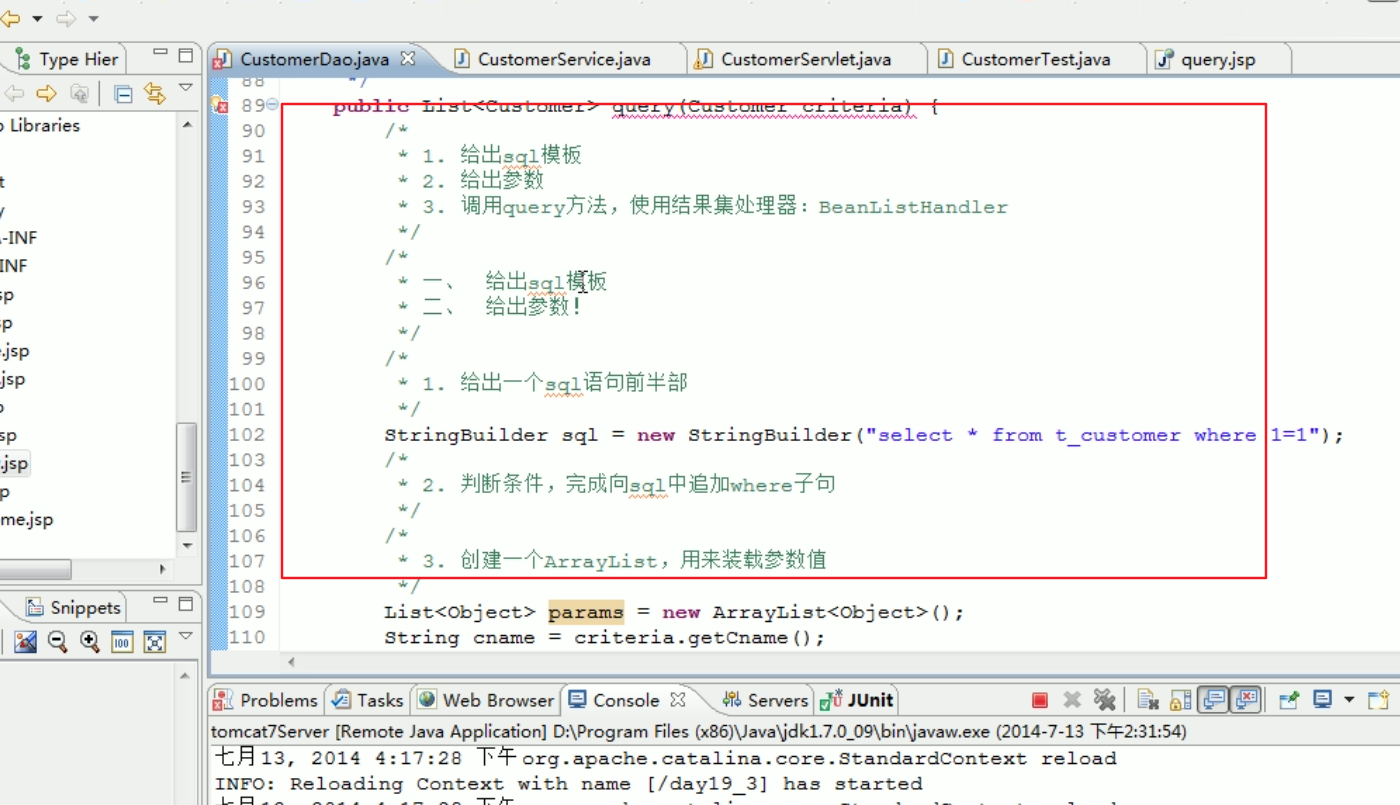 Type Hier
CustomerDao.java
CustomerService.java
CustomerServlet.java
CustomerTest.java
query.jsp
Libraries
-INF
INF
.jsp
.jsp
.jsp
me.jsp
Snippets
88 */
89 public List<Customer> query(Customer criteria) {
90 /*
91 * 1. 给出sql模板
92 * 2. 给出参数
93 * 3. 调用query方法，使用结果集处理器：BeanListHandler
94 */
95 /*
96 * 一、 给出sql模板
97 * 二、 给出参数!
98 */
99 /*
100 * 1. 给出一个sql语句前半部
101 */
102 StringBuilder sql = new StringBuilder("select * from t_customer where 1=1");
103 /*
104 * 2. 判断条件，完成向sql中追加where子句
105 */
106 /*
107 * 3. 创建一个ArrayList，用来装载参数值
108 */
109 List<Object> params = new ArrayList<Object>();
110 String cname = criteria.getCname();
Problems
Tasks
Web Browser
Console
Servers
JUnit
tomcat7Server [Remote Java Application] D:\Program Files (x86)\Java\jdk1.7.0_09\bin\javaw.exe (2014-7-13 下午2:31:54)
七月13, 2014 4:17:28 下午org.apache.catalina.core.StandardContext reload
INFO: Reloading Context with name [/day19_3] has started